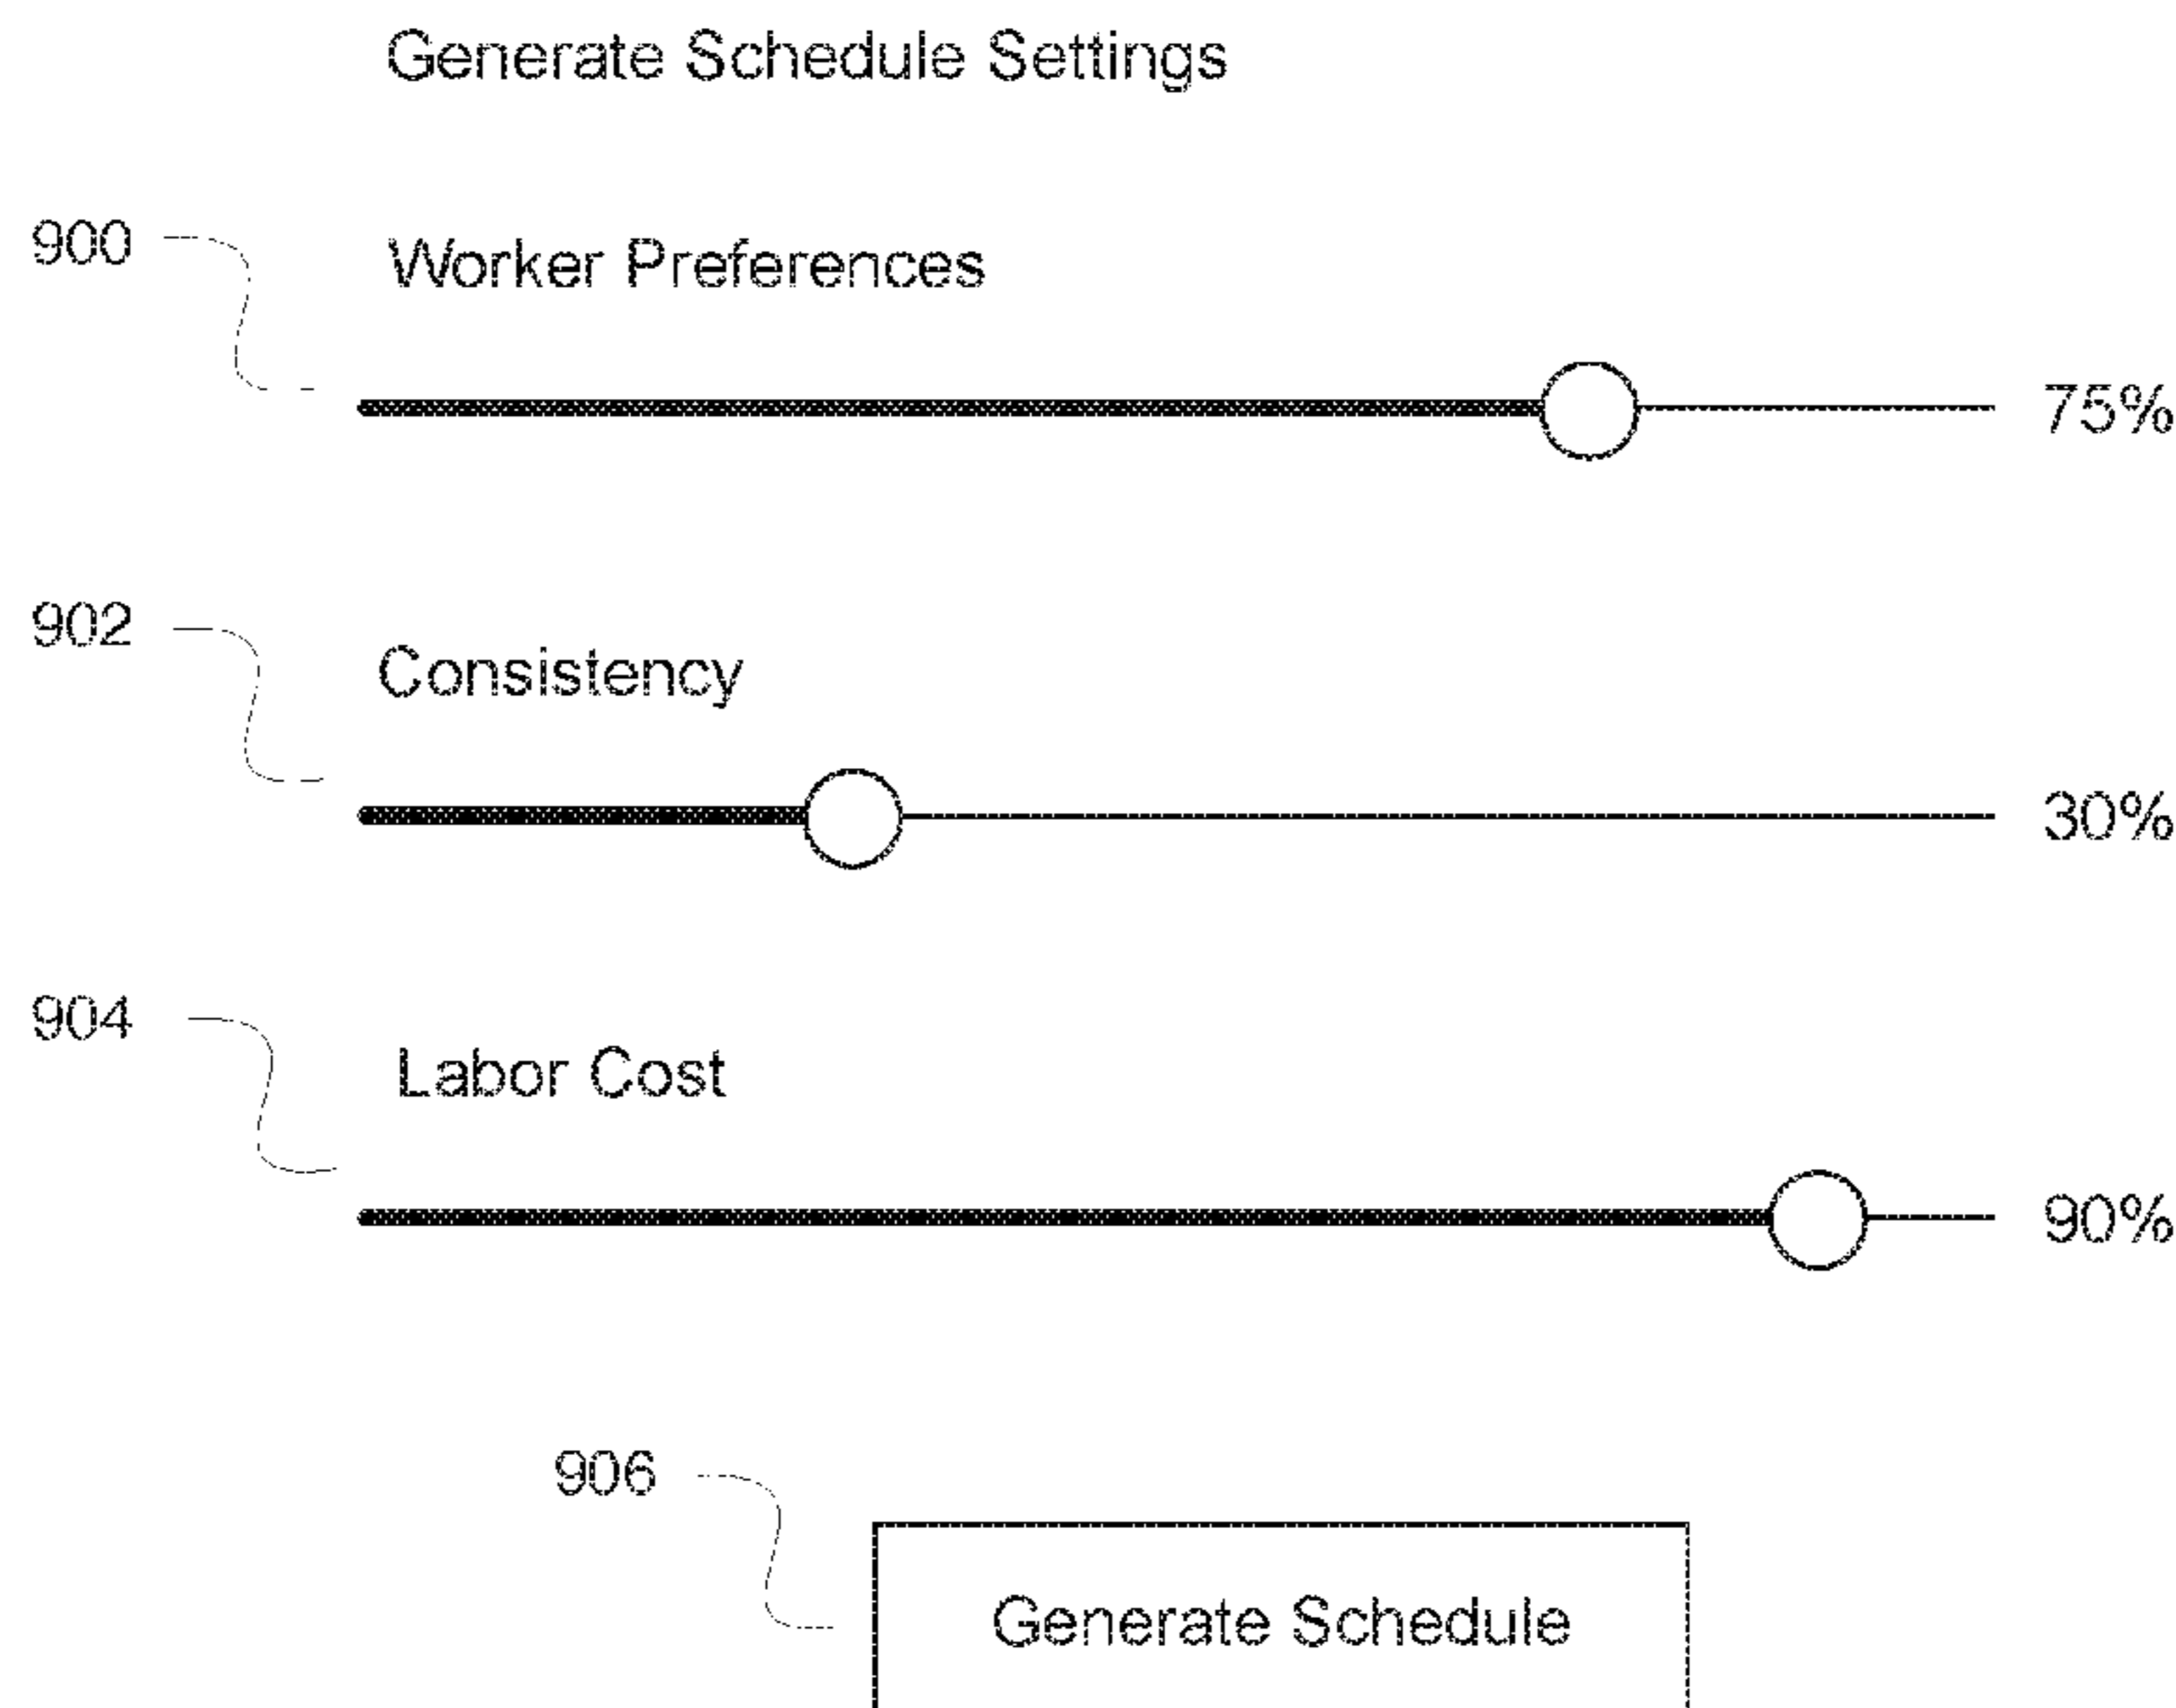 Generate Schedule Settings
900
Worker Preferences
75%
902
Consistency
30%
904
Labor Cost
90%
906
Generate Schedule